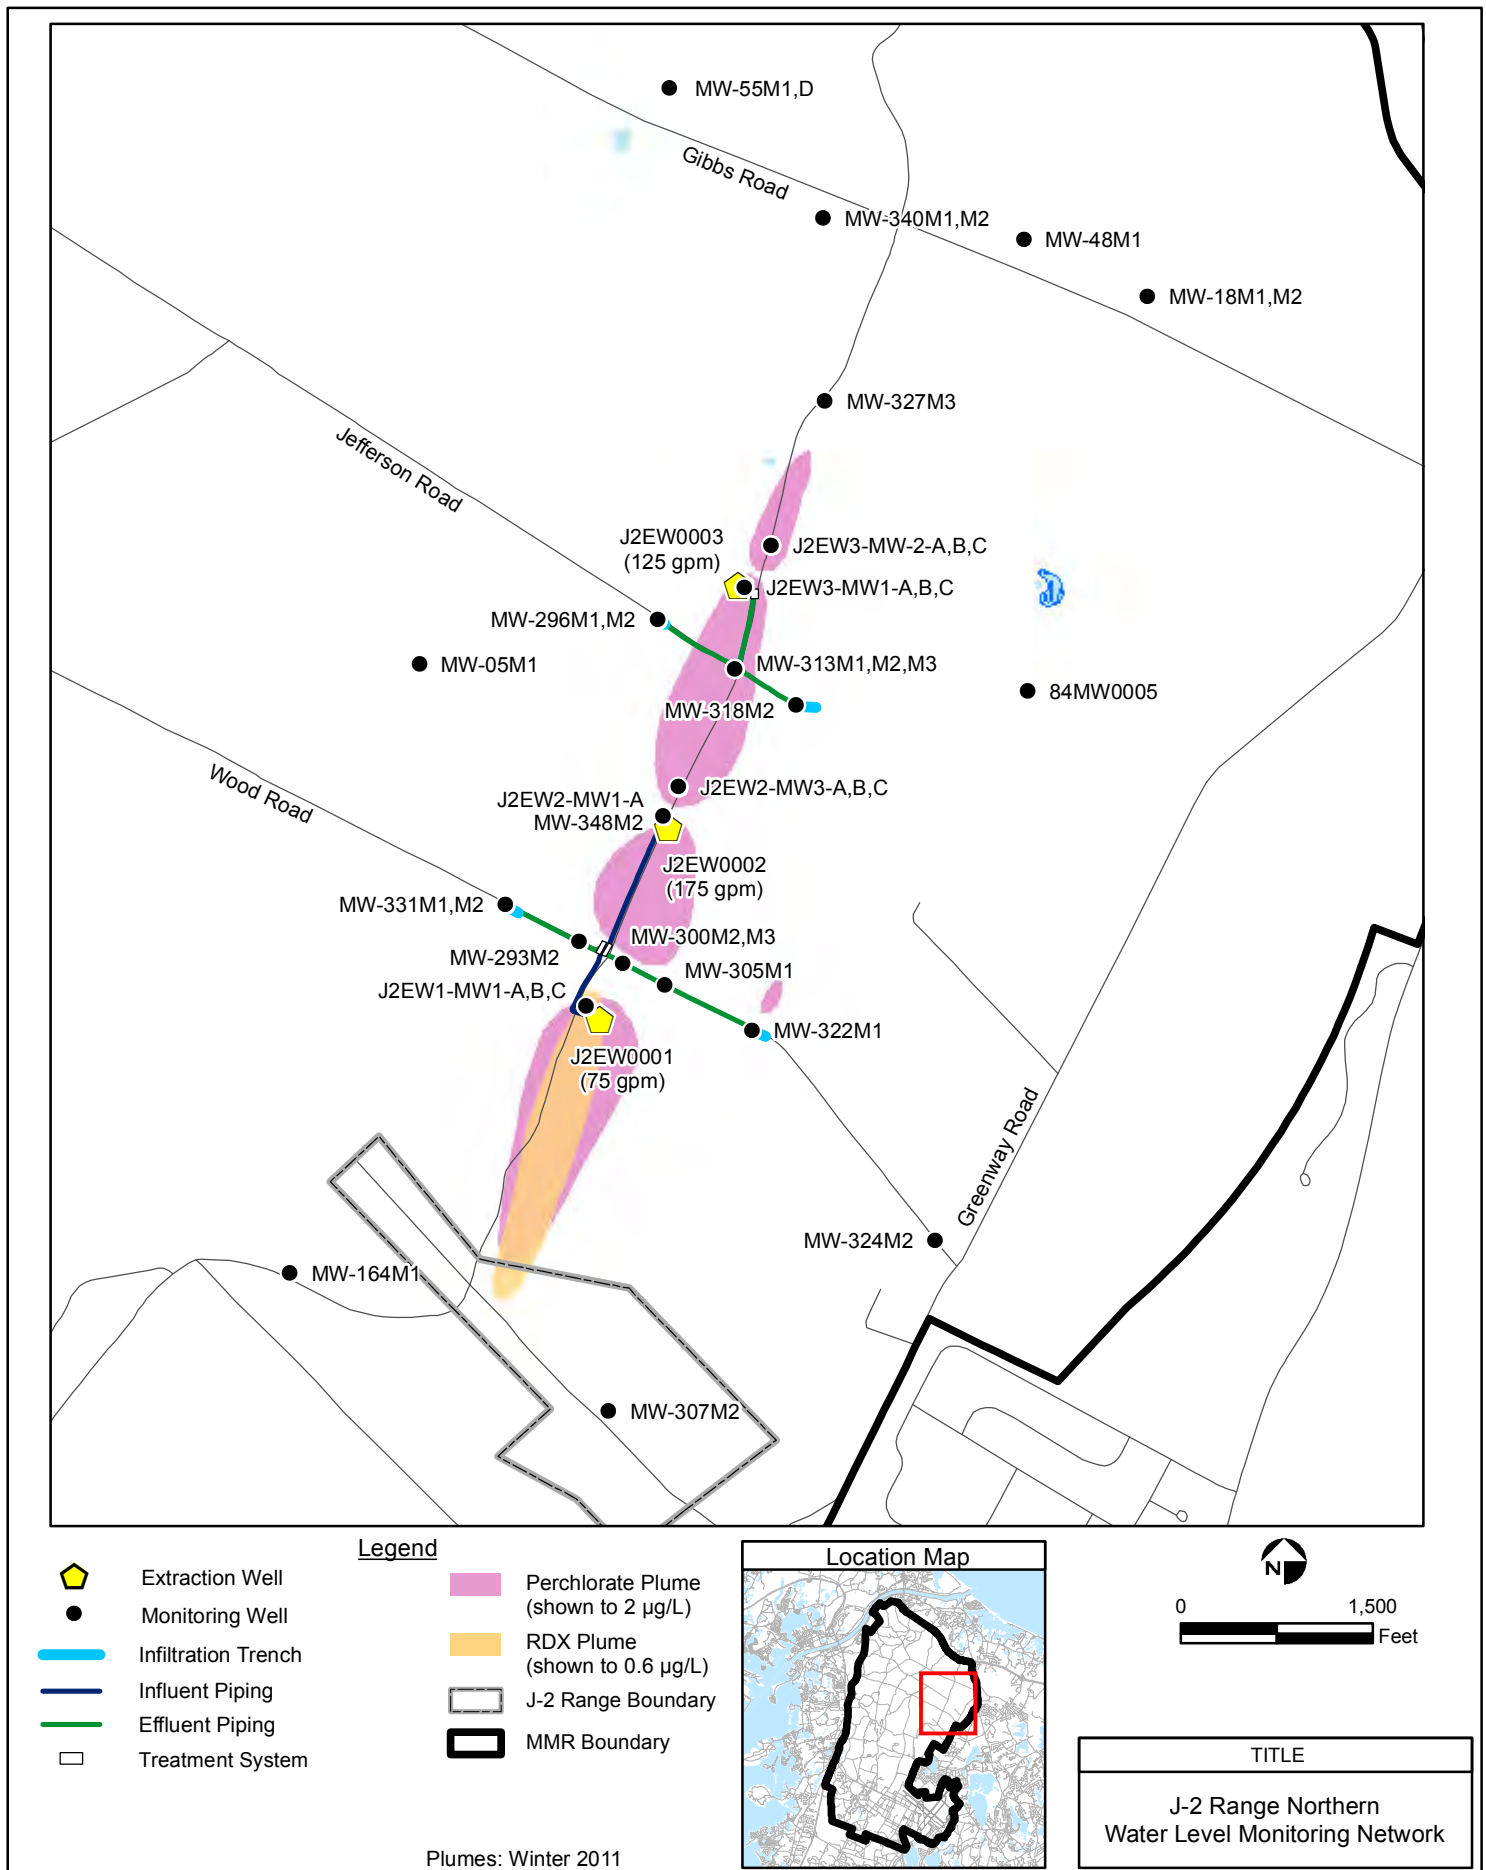 MW-55M1,D
Gibbs Road
MW-340M1,M2
MW-48M1
MW-18M1,M2
MW-327M3
Jefferson Road
J2EW0003
(125 gpm)
J2EW3-MW-2-A,B,C
J2EW3-MW1-A,B,C
MW-296M1,M2
MW-05M1
MW-313M1,M2,M3
84MW0005
MW-318M2
Wood Road
J2EW2-MW3-A,B,C
J2EW2-MW1-A
MW-348M2
J2EW0002
(175 gpm)
MW-331M1,M2
MW-300M2,M3
MW-293M2
MW-305M1
J2EW1-MW1-A,B,C
MW-322M1
J2EW0001
(75 gpm)
Greenway Road
MW-324M2
MW-164M1
MW-307M2
Legend
Extraction Well
Monitoring Well
Infiltration Trench
Influent Piping
Effluent Piping
Treatment System
Perchlorate Plume
(shown to 2 µg/L)
RDX Plume
(shown to 0.6 µg/L)
J-2 Range Boundary
MMR Boundary
Plumes: Winter 2011
Location Map
N
0 1,500
Feet
TITLE
J-2 Range Northern
Water Level Monitoring Network